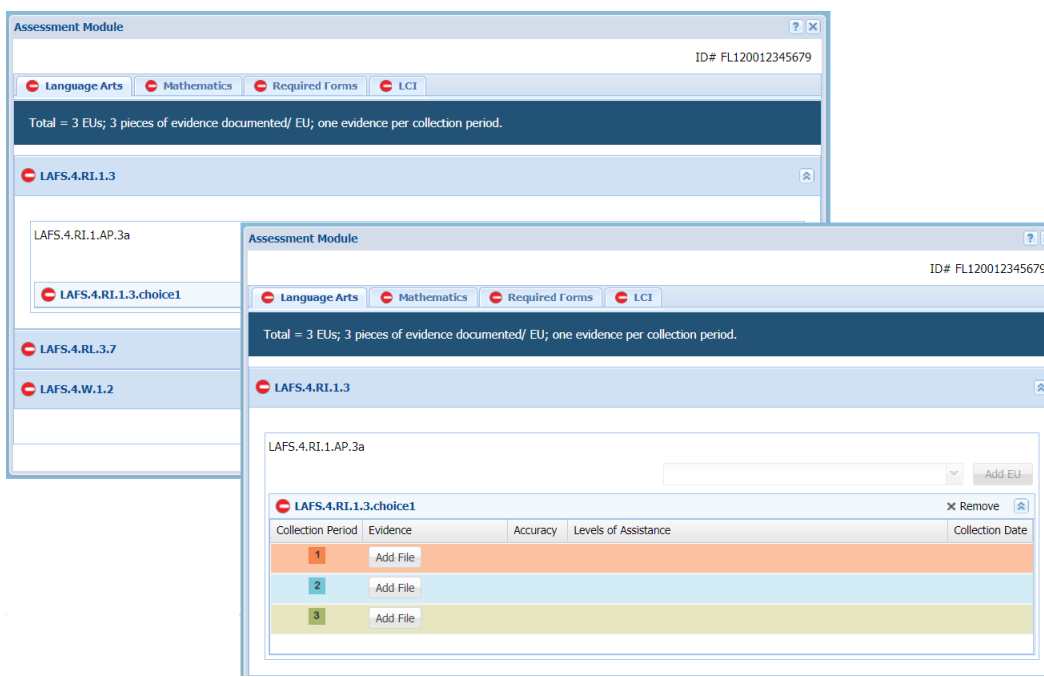 Assessment Module
ID# FL120012345679
Language Arts Mathematics Required Forms LCI
Total = 3 EUs; 3 pieces of evidence documented/ EU; one evidence per collection period.
LAFS.4.RI.1.3
LAFS.4.RI.1.AP.3a
LAFS.4.RI.1.3.choice1
LAFS.4.RL.3.7
LAFS.4.W.1.2
Assessment Module
ID# FL120012345679
Language Arts Mathematics Required Forms LCI
Total = 3 EUs; 3 pieces of evidence documented/ EU; one evidence per collection period.
LAFS.4.RI.1.3
LAFS.4.RI.1.AP.3a
Add EU
LAFS.4.RI.1.3.choice1 Remove
Collection Period Evidence Accuracy Levels of Assistance Collection Date
1 Add File
2 Add File
3 Add File